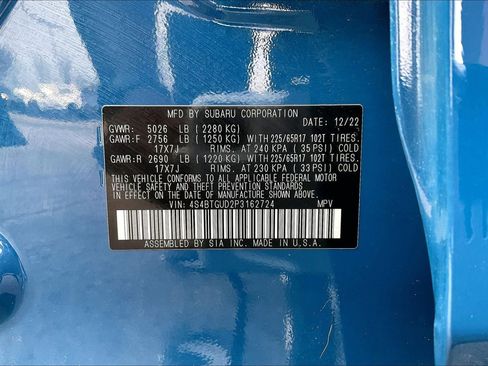 MFD BY SUBARU CORPORATION
DATE: 12/22
GVWR: 5026 LB (2280 KG)
GAWR:F 2756 LB (1250 KG) WITH 225/65R17 102T TIRES.
17X7J RIMS. AT 240 KPA (35 PSI) COLD
GAWR:R 2690 LB (1220 KG) WITH 225/65R17 102T TIRES.
17X7J RIMS. AT 230 KPA (33 PSI) COLD
THIS VEHICLE CONFORMS TO ALL APPLICABLE
FEDERAL MOTOR VEHICLE SAFETY STANDARDS IN
EFFECT ON THE DATE OF MANUFACTURE SHOWN ABOVE.
VIN: 4S4BTGUD2P3162724 MPV
ASSEMBLED BY SIA INC. MADE IN U.S.A.